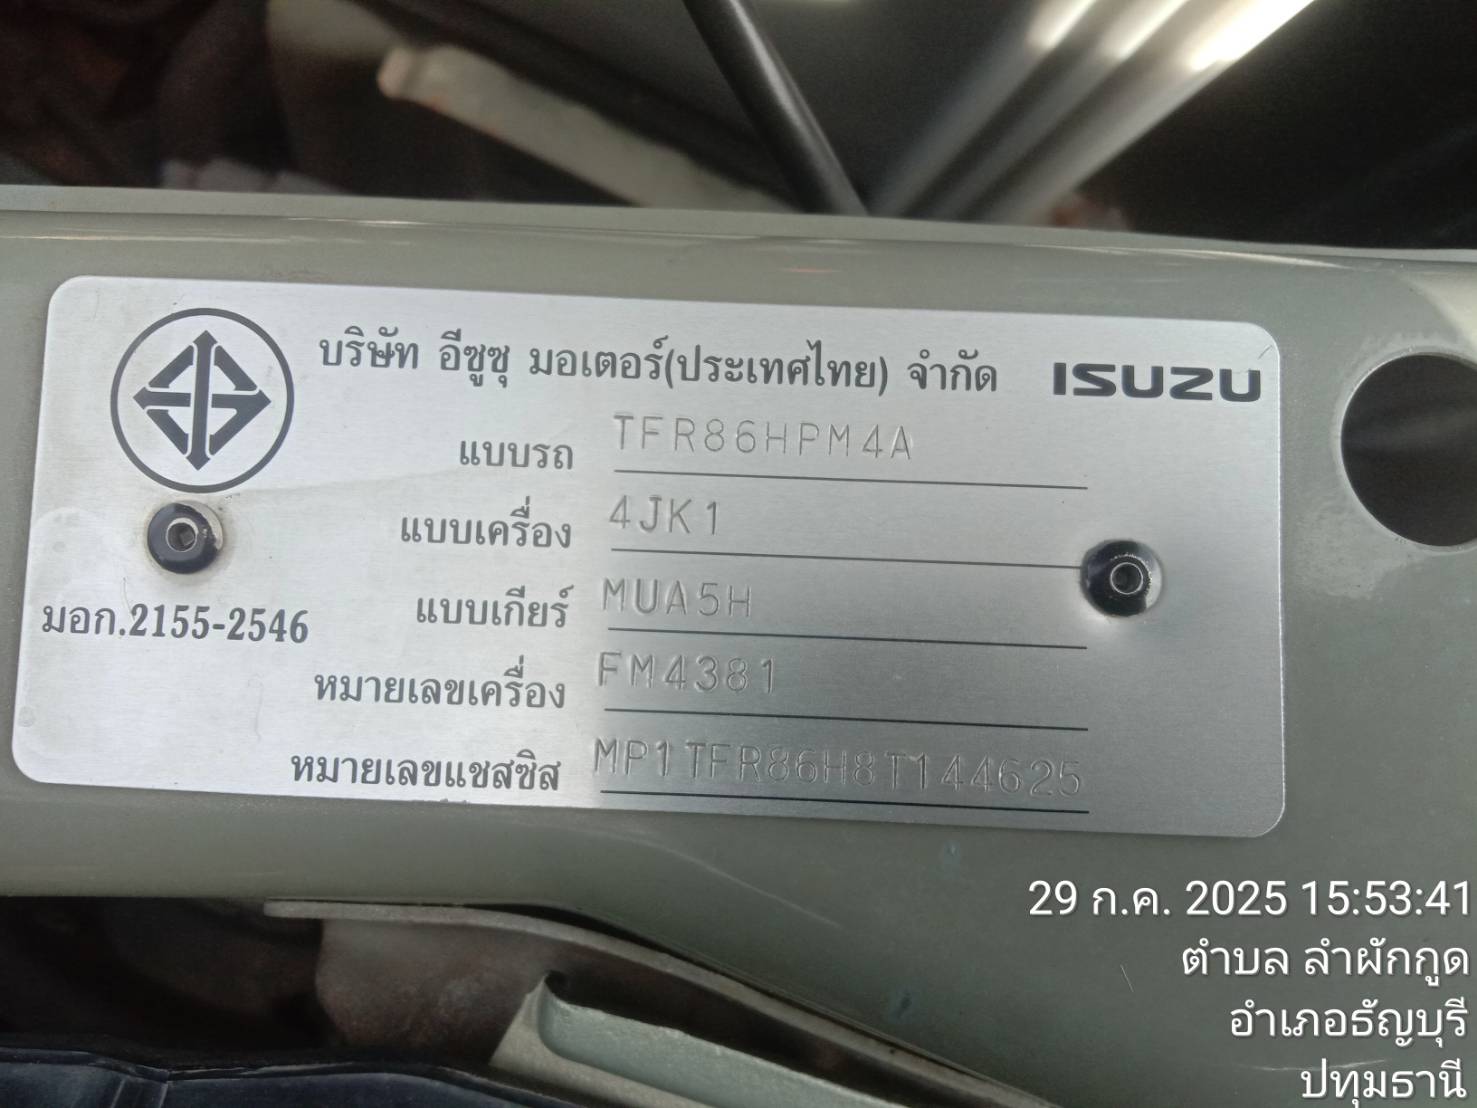 บริษัท อีซูซุ มอเตอร์(ประเทศไทย) จำกัด ISUZU
แบบรถ TFR86HPM4A
แบบเครื่อง 4JK1
แบบเกียร์ MUA5H
มอก.2155-2546
หมายเลขเครื่อง FM4381
หมายเลขแชสซิส MP1TFR86H8T144625
29 ก.ค. 2025 15:53:41
ตำบล ลำผักกูด
อำเภอธัญบุรี
ปทุมธานี